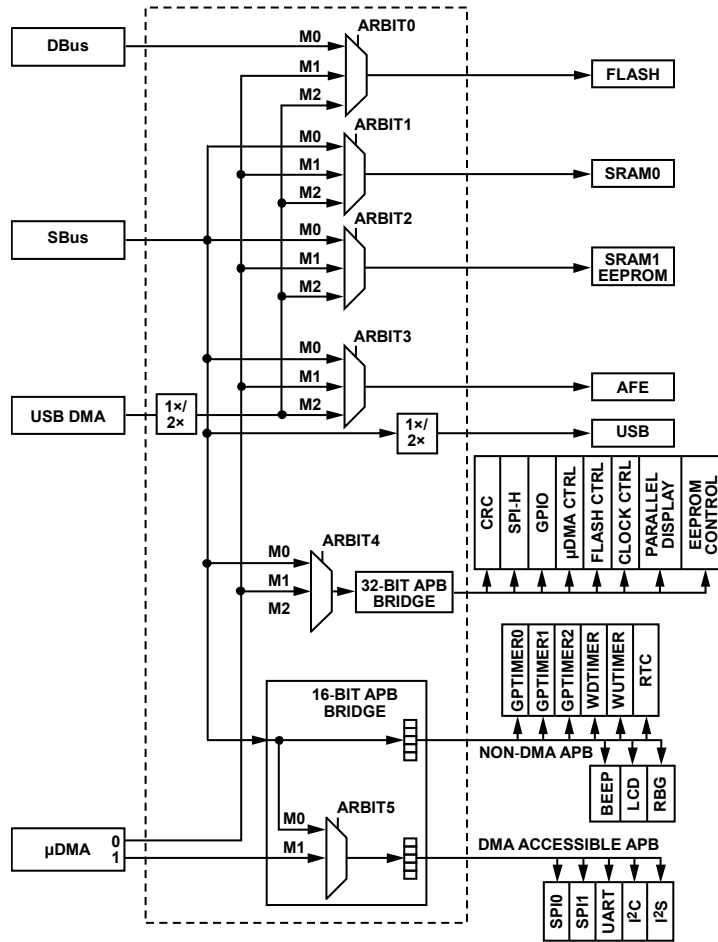 ARBIT0
DBus
M0
M1
M2
FLASH
ARBIT1
M0
M1
M2
SRAM0
ARBIT2
SBus
M0
M1
M2
SRAM1
EEPROM
ARBIT3
M0
M1
M2
AFE
USB DMA
1×/
2×
1×/
2×
USB
CRC
SPI-H
GPIO
µDMA CTRL
FLASH CTRL
CLOCK CTRL
PARALLEL
DISPLAY
EEPROM
CONTROL
ARBIT4
M0
M1
M2
32-BIT APB
BRIDGE
16-BIT APB
BRIDGE
GPTIMER0
GPTIMER1
GPTIMER2
WDTIMER
WUTIMER
RTC
NON-DMA APB
BEEP
LCD
RBG
ARBIT5
M0
M1
µDMA
0
1
DMA ACCESSIBLE APB
SPI0
SPI1
UART
I²C
I²S